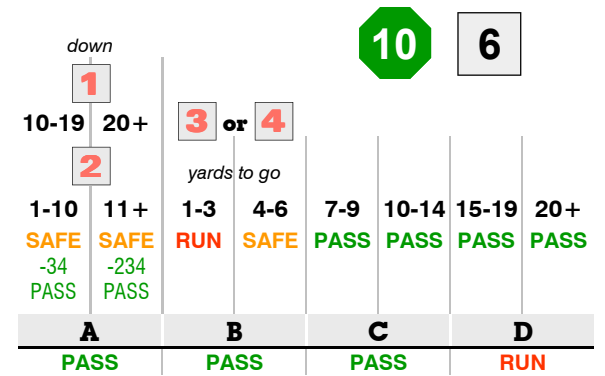 10 6
down
1
10-19 20+ 3 or 4
2 yards to go
1-10 11+ 1-3 4-6 7-9 10-14 15-19 20+
SAFE SAFE RUN SAFE PASS PASS PASS PASS
-34 -234
PASS PASS
A B C D
PASS PASS PASS RUN